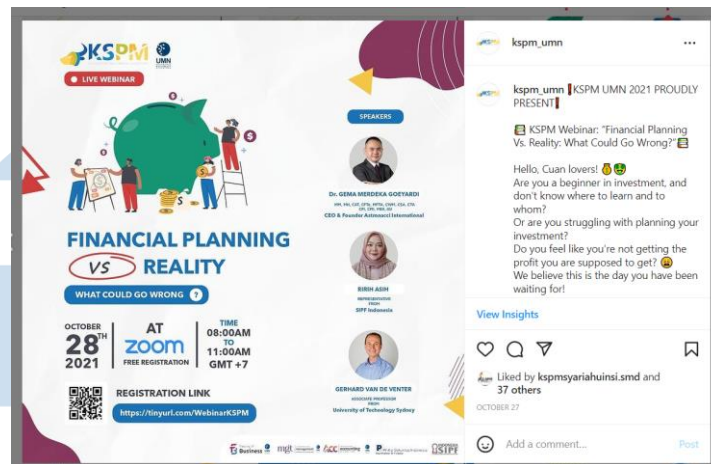 KSPM
UMN
LIVE WEBINAR
FINANCIAL PLANNING
VS REALITY
WHAT COULD GO WRONG ?
OCTOBER
28TH
2021
AT
zoom
FREE REGISTRATION
TIME
08:00AM
TO
11:00AM
GMT +7
REGISTRATION LINK
https://tinyurl.com/WebinarKSPM
SPEAKERS
Dr. GEMA MERDEKA GOEYARDI
CEO & Founder Astronacci International
RIRIH ASIH
REPRESENTATIVE
FROM
SIPF Indonesia
GERHARD VAN DE VENTER
ASSOCIATE PROFESSOR
FROM
University of Technology Sydney
Business
accounting
SIPF
kspm_umn
kspm_umn KSPM UMN 2021 PROUDLY
PRESENT
KSPM Webinar: "Financial Planning
Vs. Reality: What Could Go Wrong?"
Hello, Cuan lovers!
Are you a beginner in investment, and
don't know where to learn and to
whom?
Or are you struggling with planning your
investment?
Do you feel like you're not getting the
profit you are supposed to get?
We believe this is the day you have been
waiting for!
View Insights
Liked by kspmsyariahuinsi.smd and
37 others
OCTOBER 27
Add a comment...
Post